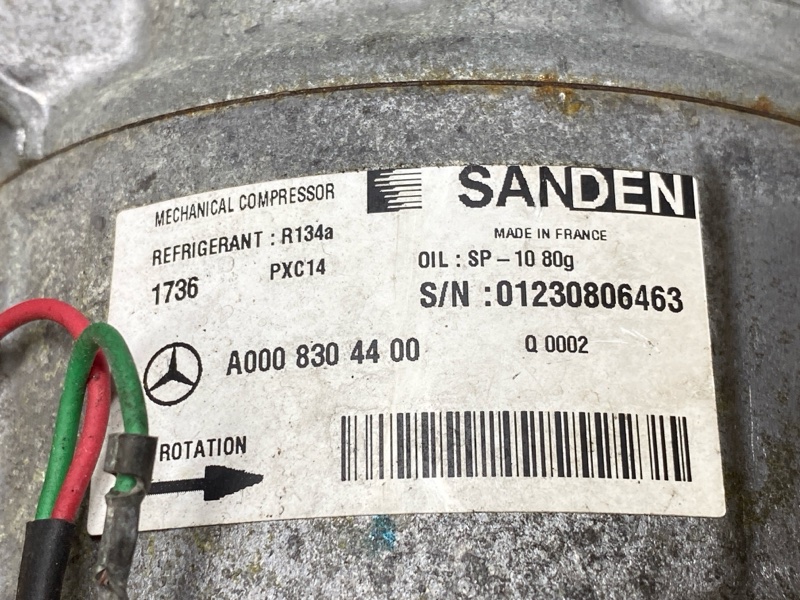 MECHANICAL COMPRESSOR
SANDEN
REFRIGERANT : R134a
MADE IN FRANCE
1736 PXC14
OIL : SP – 10 80g
S/N : 01230806463
A000 830 44 00
Q 0002
ROTATION